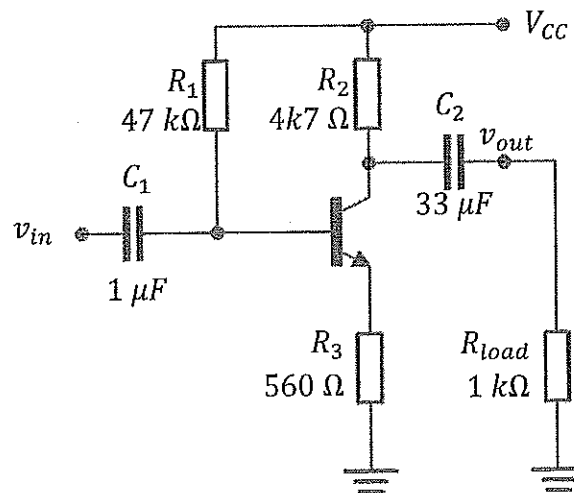 V_CC
R_1
47 kΩ
R_2
4k7 Ω
C_2
v_out
33 μF
C_1
v_in
1 μF
R_3
560 Ω
R_load
1 kΩ